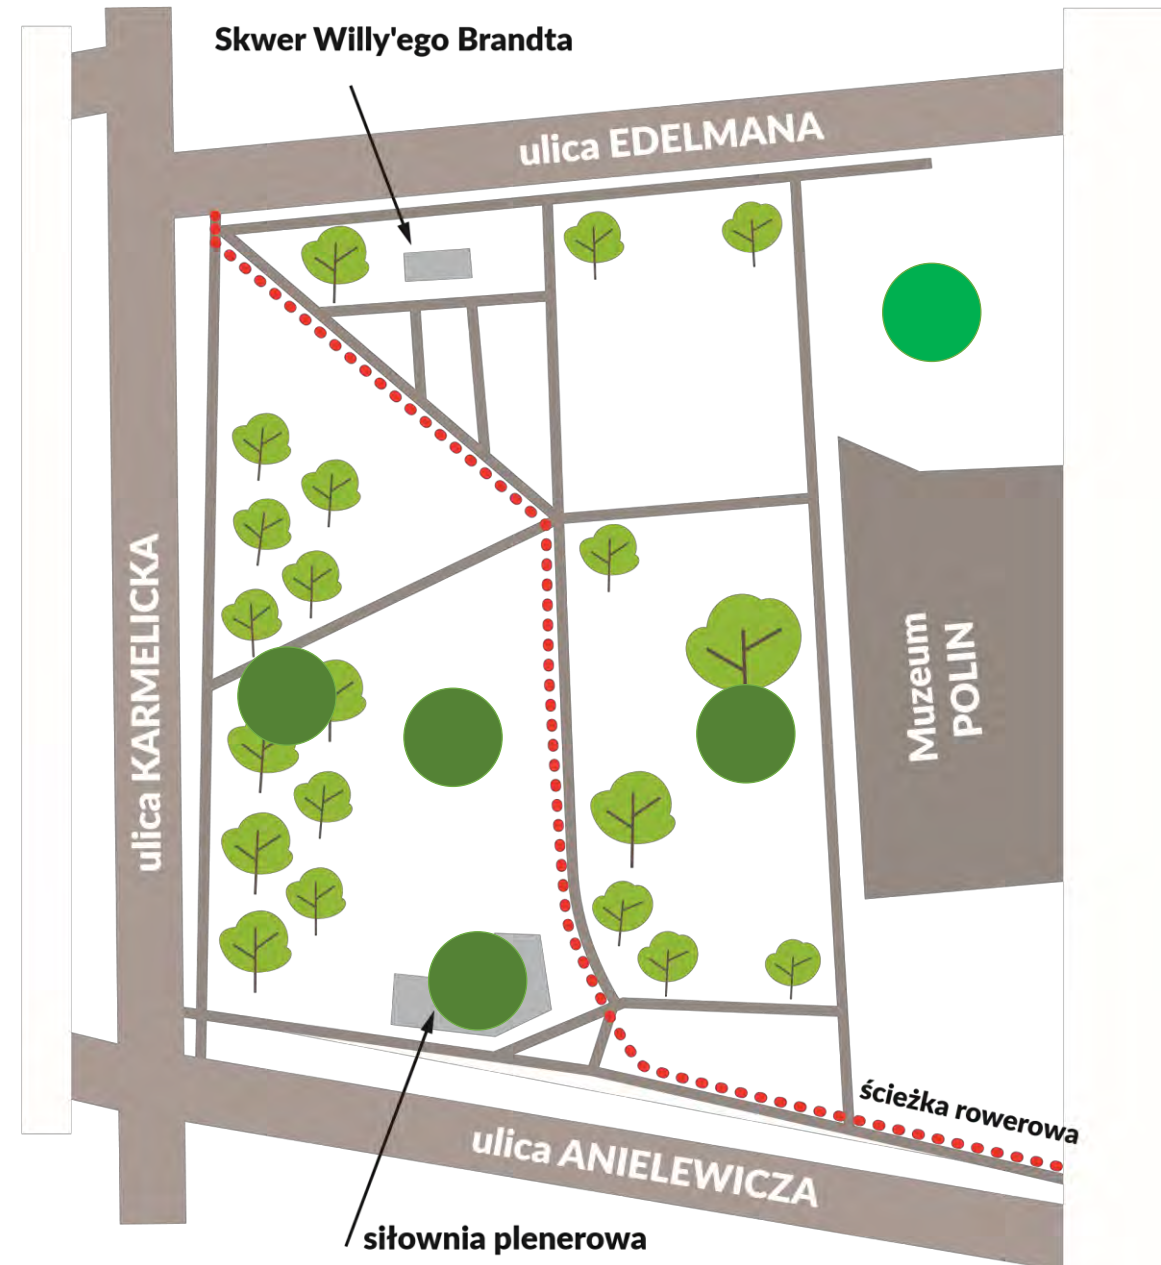 Skwer Willy'ego Brandta
ulica EDELMANA
ulica KARMELICKA
Muzeum
POLIN
ścieżka rowerowa
ulica ANIELEWICZA
siłownia plenerowa